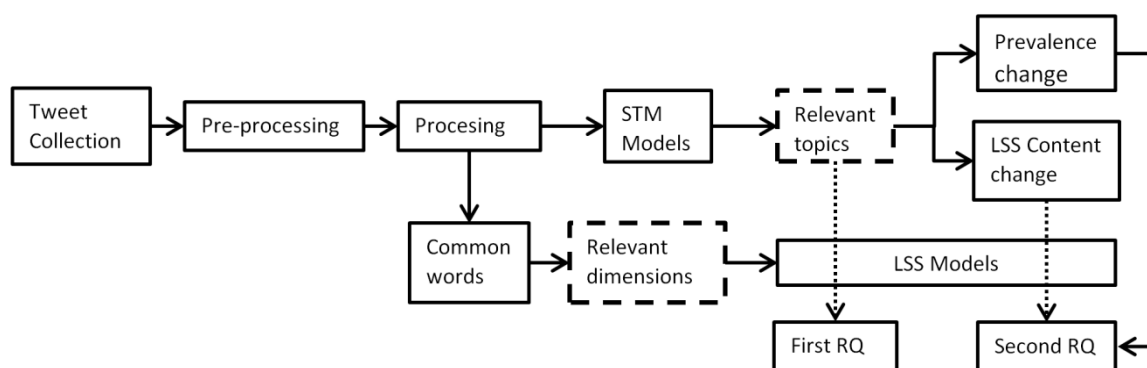 Tweet
Collection
Pre-processing
Procesing
STM
Models
Relevant
topics
Prevalence
change
LSS Content
change
Common
words
Relevant
dimensions
LSS Models
First RQ
Second RQ